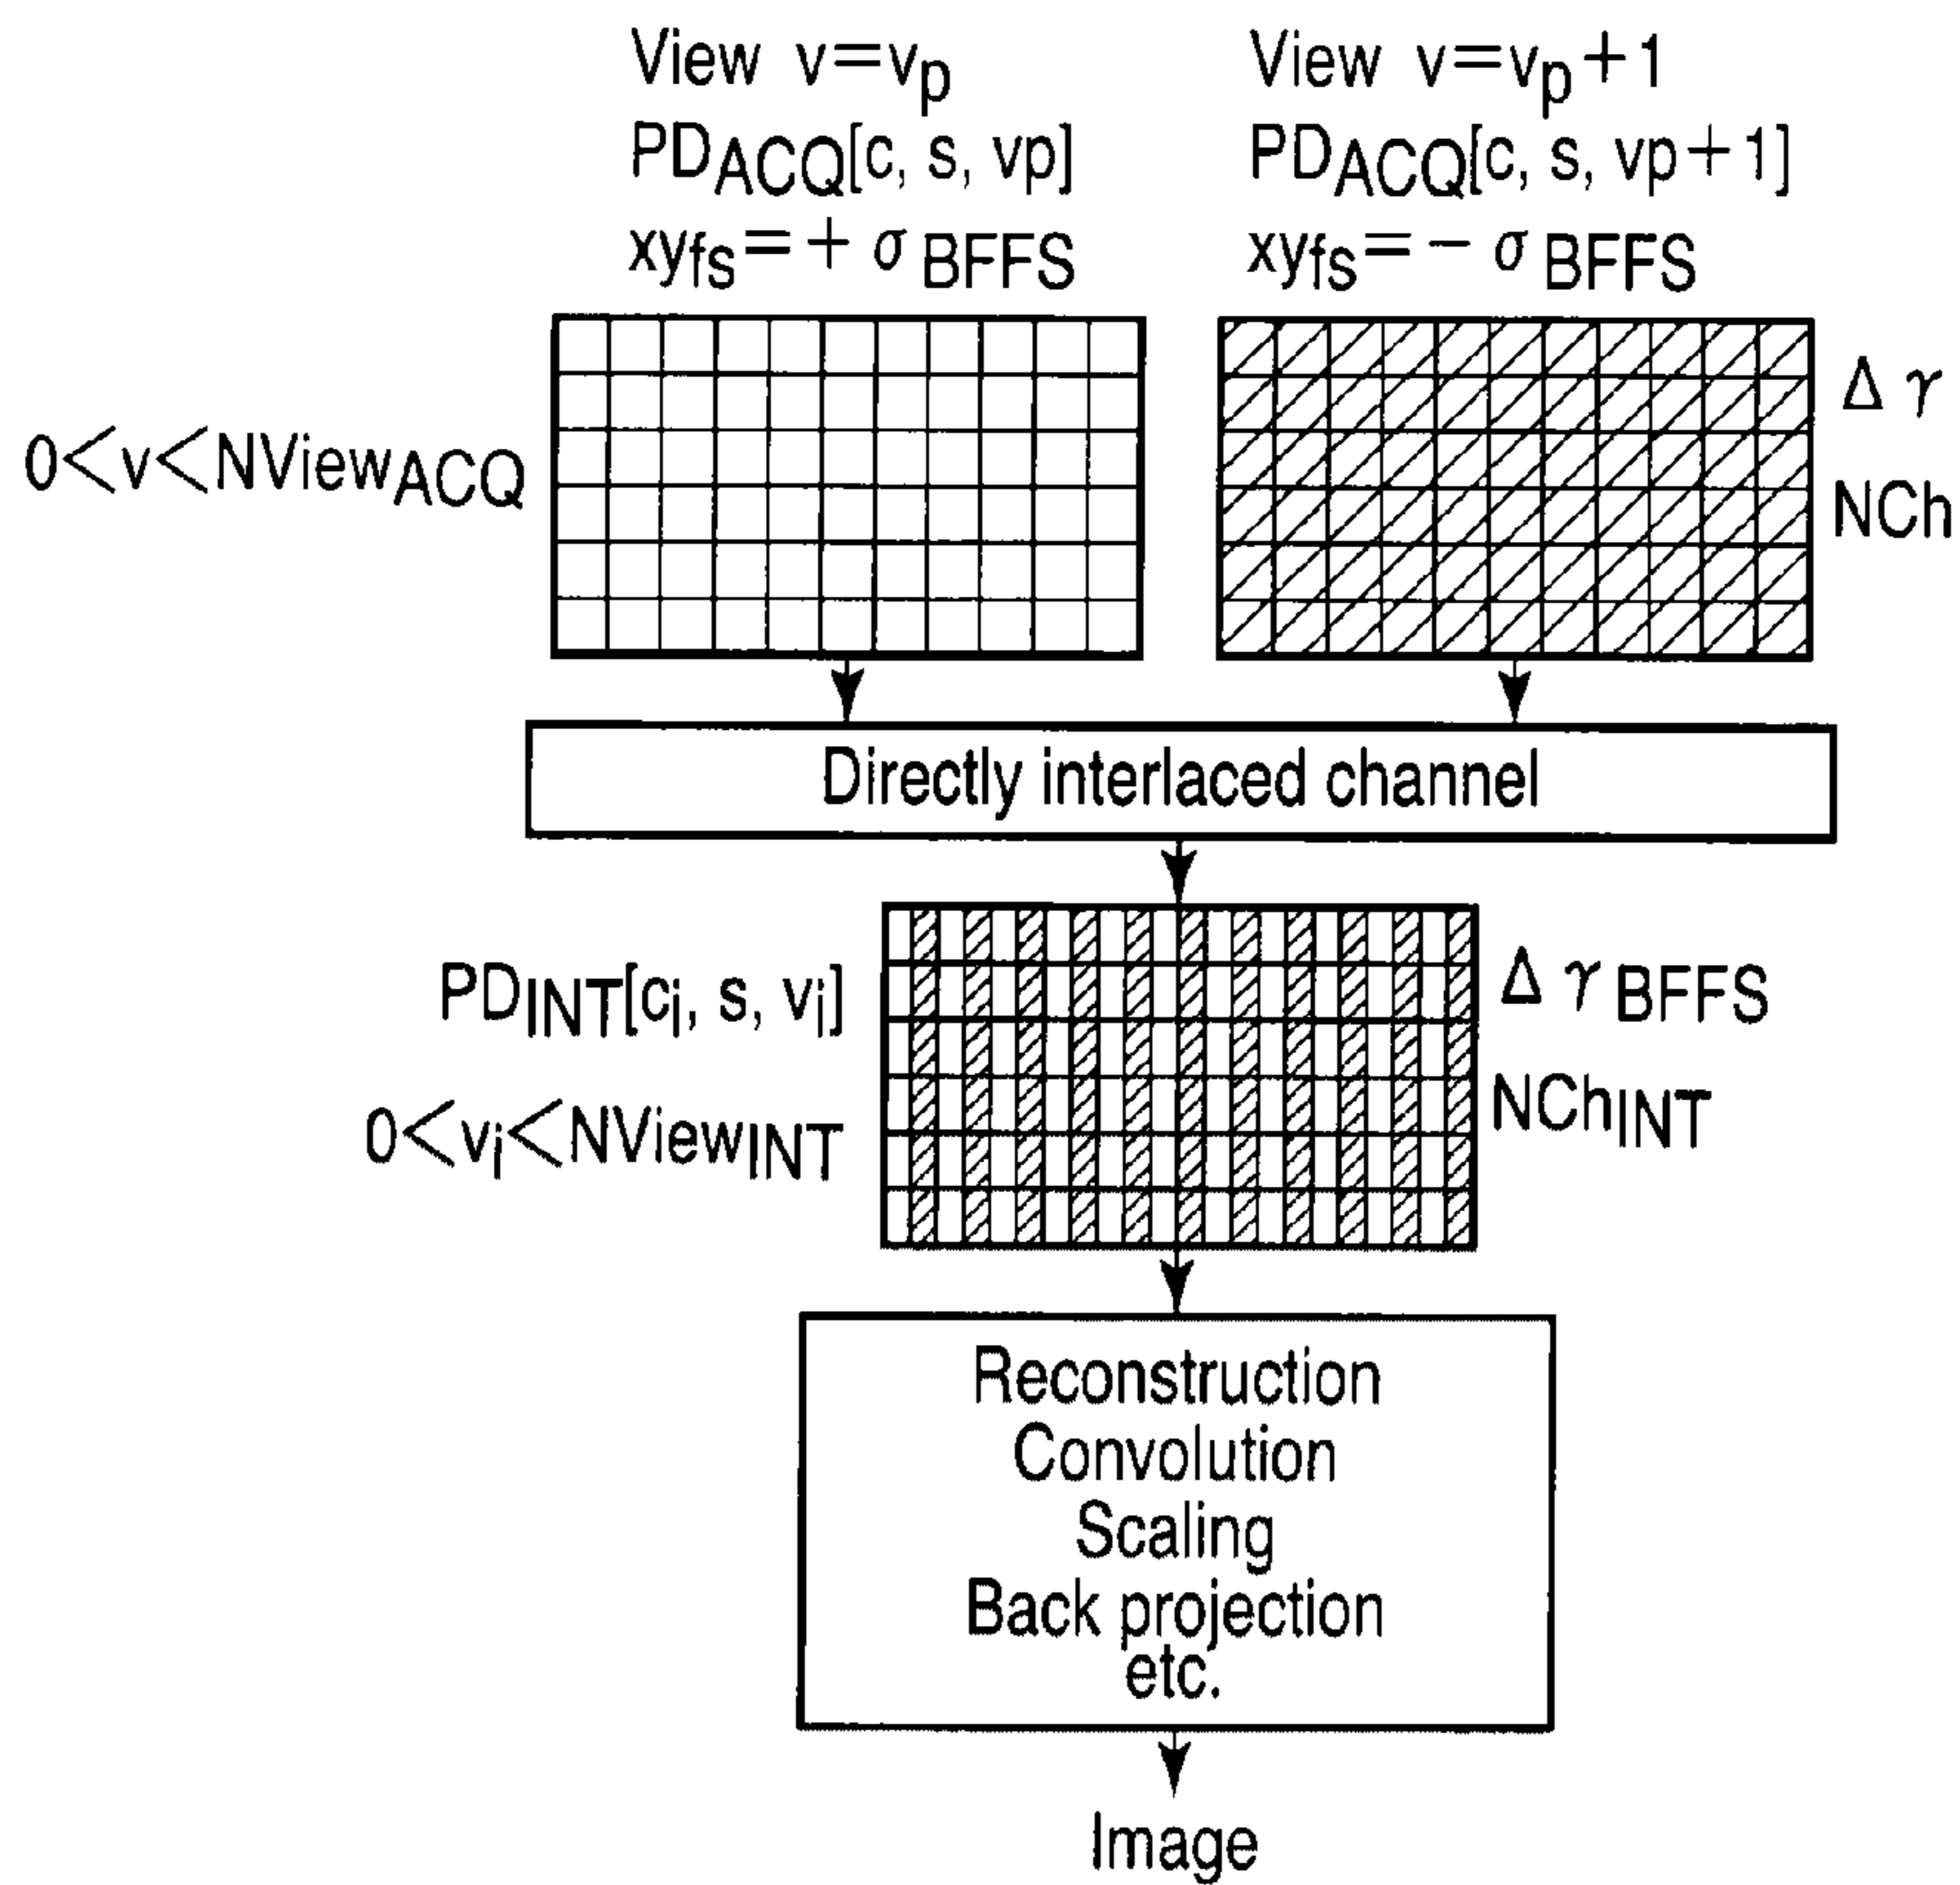 View v=vp
PDACQ[c, s, vp]
xyfs=+σBFFS
View v=vp+1
PDACQ[c, s, vp+1]
xyfs=−σBFFS
0<v<NViewACQ
Δγ
NCh
Directly interlaced channel
PDINT[ci, s, vi]
0<vi<NViewINT
ΔγBFFS
NChINT
Reconstruction
Convolution
Scaling
Back projection
etc.
Image